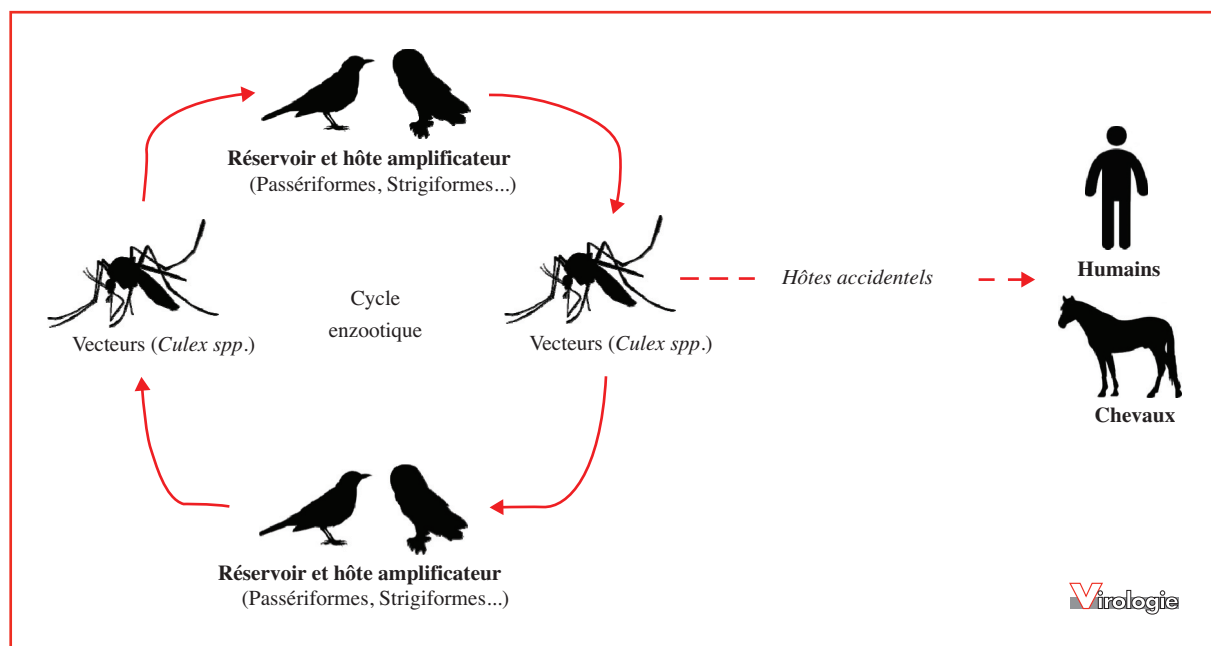 Réservoir et hôte amplificateur
(Passériformes, Strigiformes...)
Vecteurs (Culex spp.)
Cycle
enzootique
Vecteurs (Culex spp.)
Hôtes accidentels
Humains
Chevaux
Réservoir et hôte amplificateur
(Passériformes, Strigiformes...)
Virologie